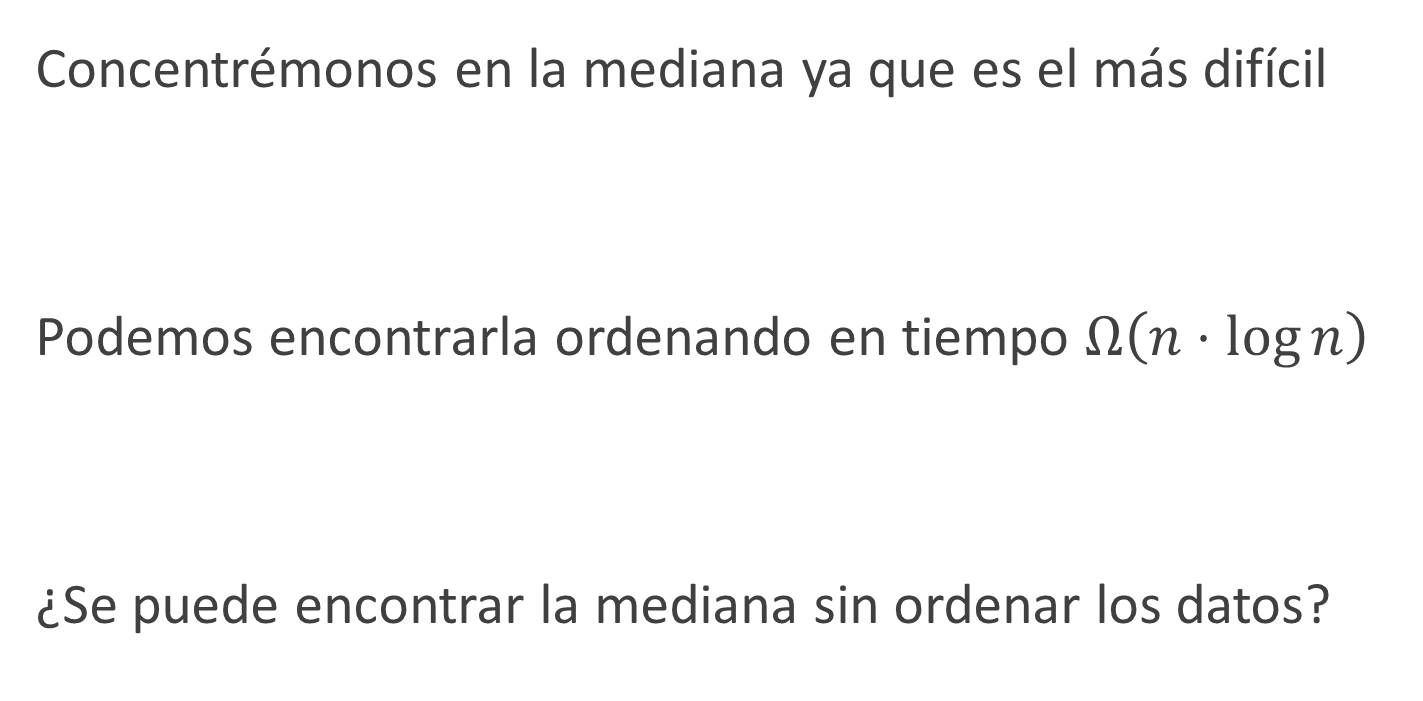 Concentrémonos en la mediana ya que es el más difícil
Podemos encontrarla ordenando en tiempo Ω(n · log n)
¿Se puede encontrar la mediana sin ordenar los datos?